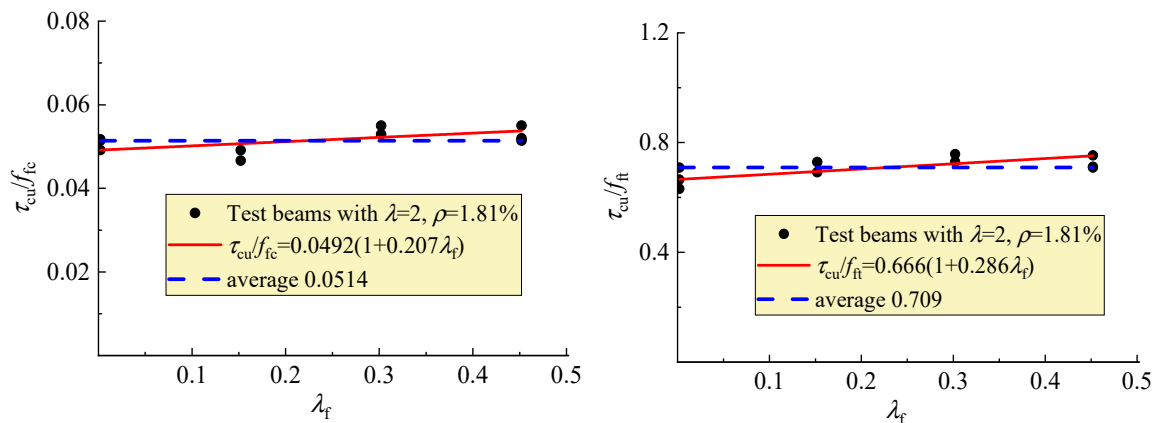 0.08
0.06
0.04
0.02
τcu/ffc
Test beams with λ=2, ρ=1.81%
τcu/ffc=0.0492(1+0.207λf)
average 0.0514
0.1 0.2 0.3 0.4 0.5
λf
1.2
0.8
0.4
τcu/fft
Test beams with λ=2, ρ=1.81%
τcu/fft=0.666(1+0.286λf)
average 0.709
0.1 0.2 0.3 0.4 0.5
λf